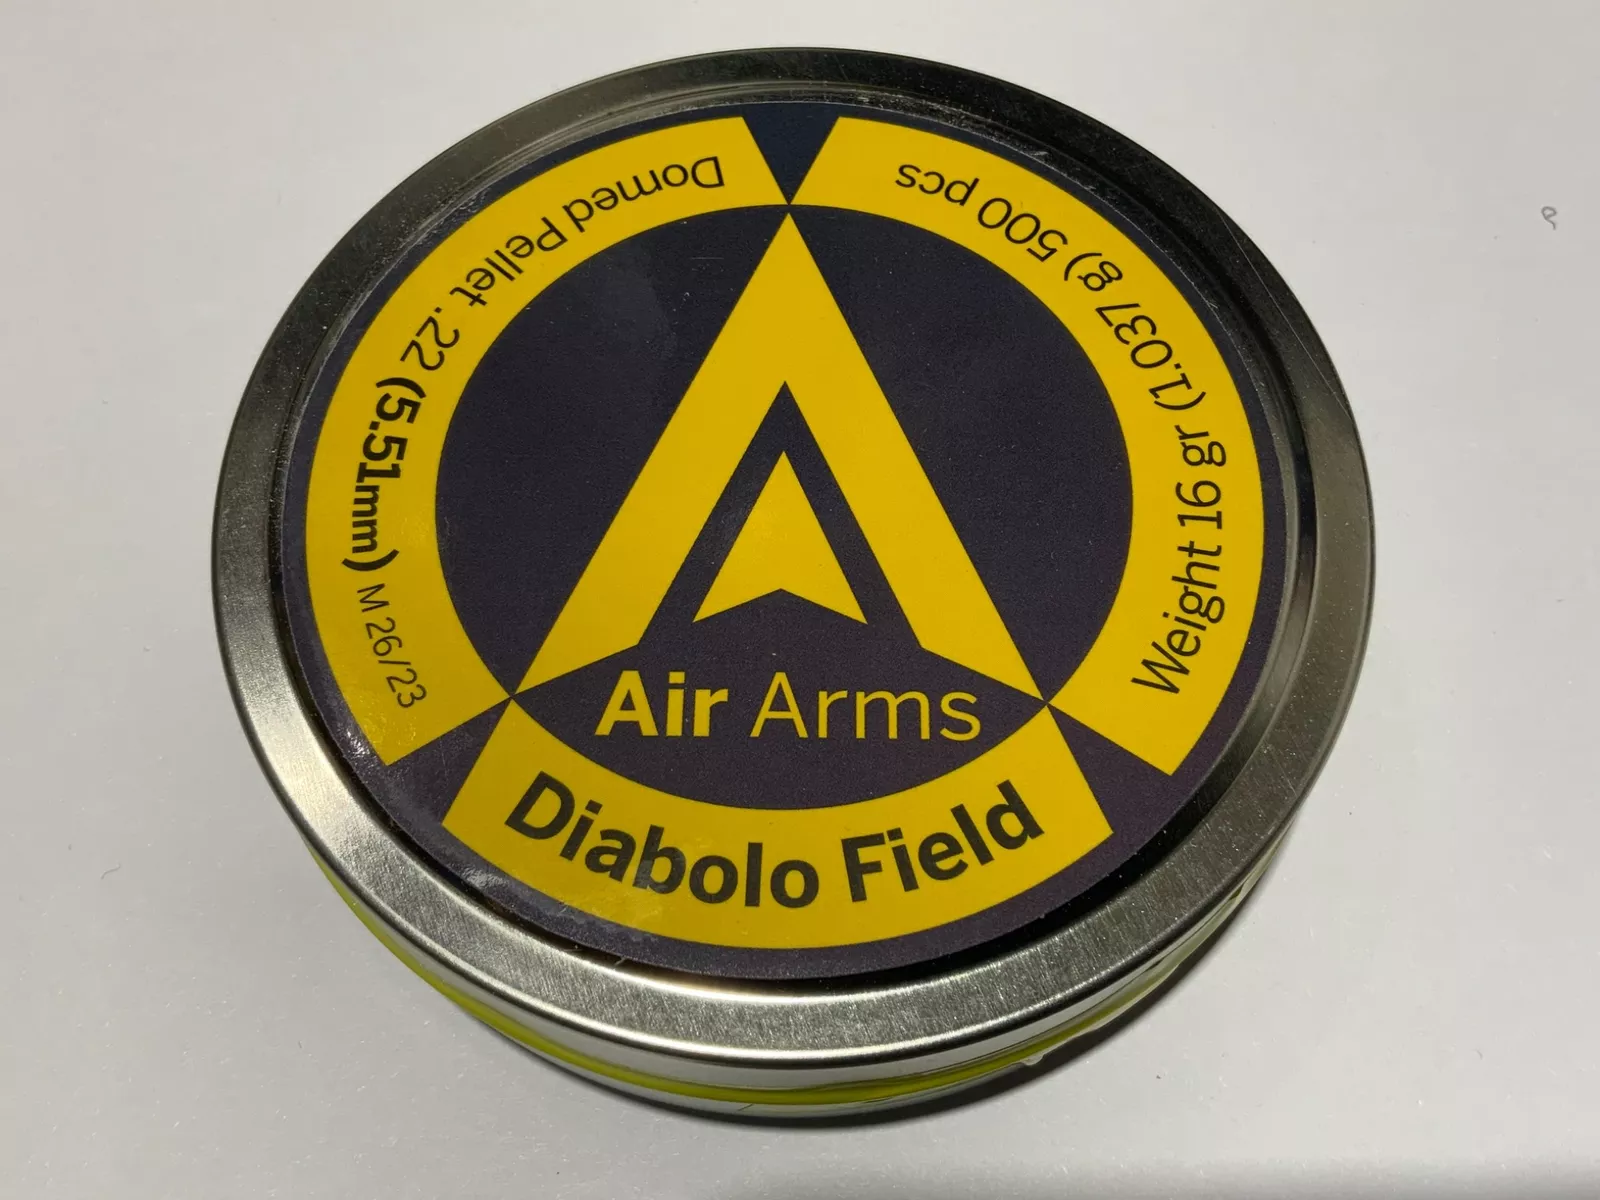 Domed Pellet .22 (5.51mm) M 26/23
Weight 16 gr (1.037 g) 500 pcs
Air Arms
Diabolo Field